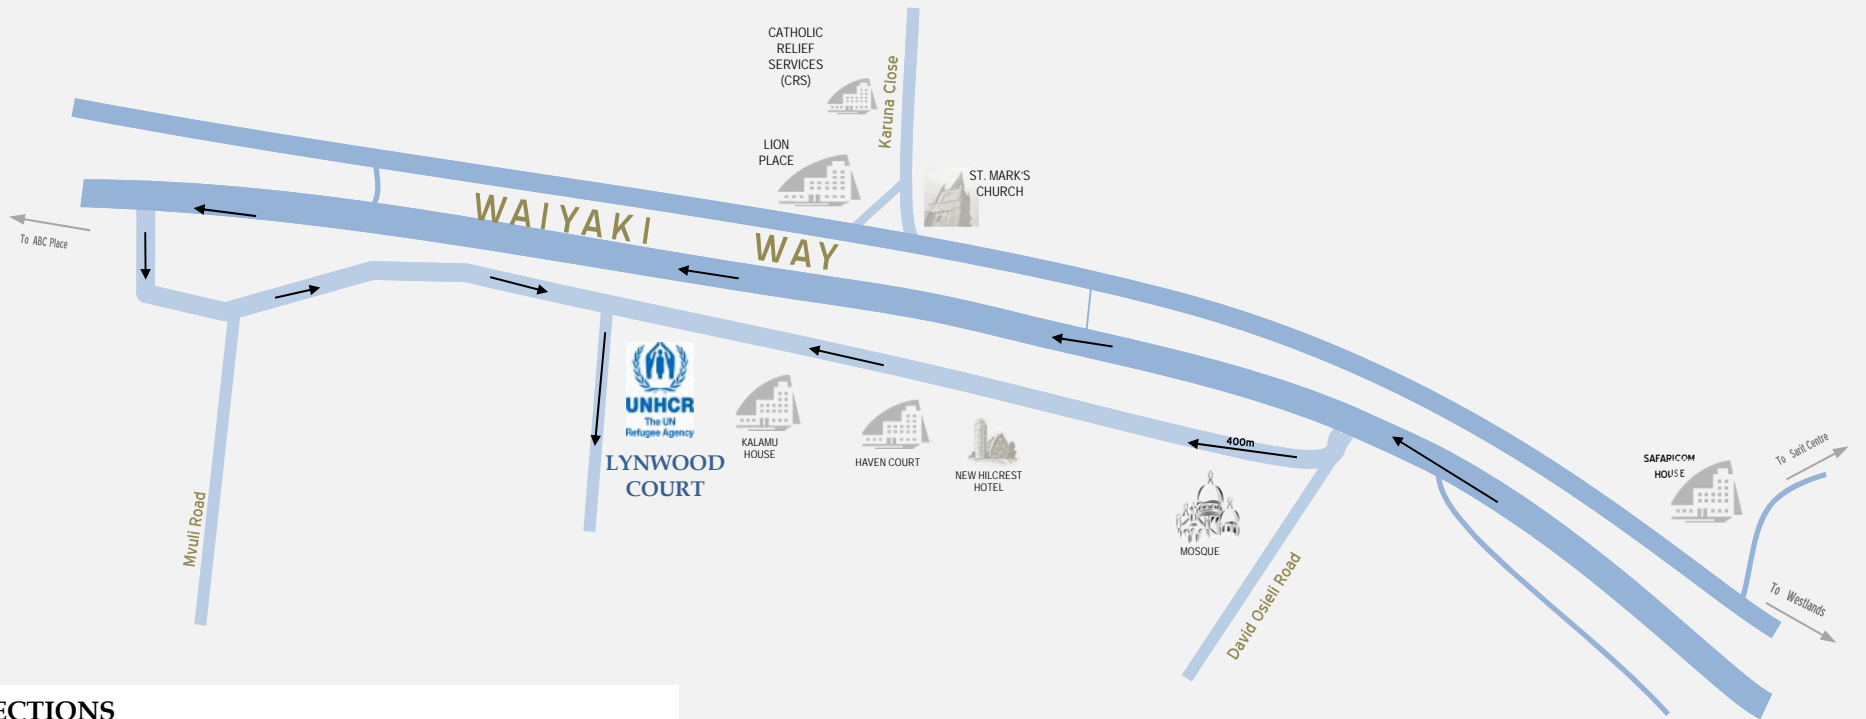 CATHOLIC
RELIEF
SERVICES
(CRS)
Karuna Close
LION
PLACE
ST. MARK'S
CHURCH
WAIYAKI WAY
To ABC Place
UNHCR
The UN
Refugee Agency
LYNWOOD
COURT
KALAMU
HOUSE
HAVEN COURT
NEW HILCREST
HOTEL
400m
MOSQUE
SAFARICOM
HOUSE
To Sarit Centre
To Westlands
Mvuli Road
David Osieli Road
ECTIONS